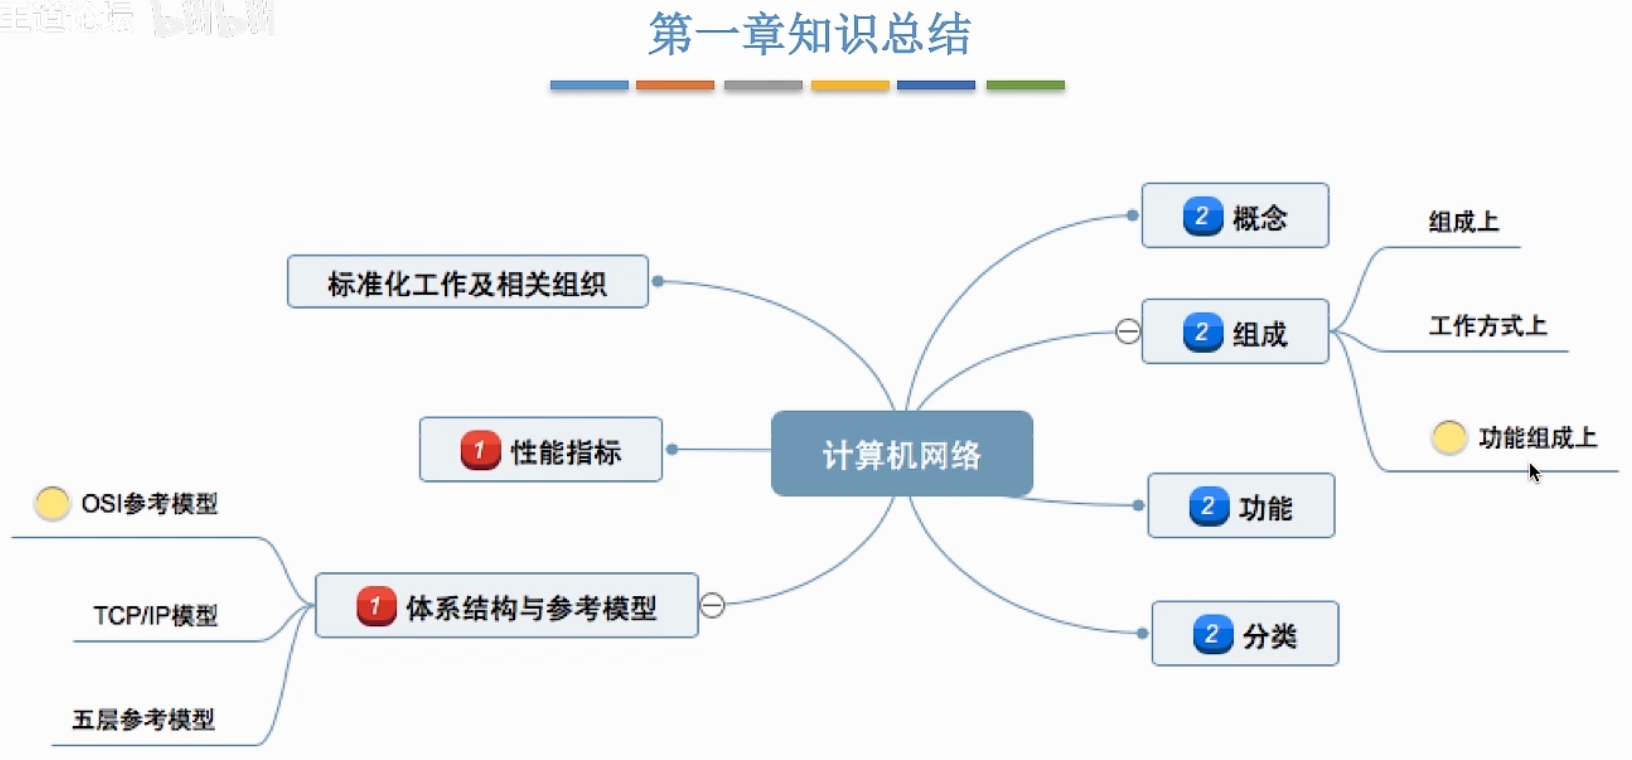 王道论坛 bilibili
第一章知识总结
2 概念
组成上
标准化工作及相关组织
2 组成
工作方式上
1 性能指标
计算机网络
功能组成上
OSI参考模型
2 功能
1 体系结构与参考模型
TCP/IP模型
2 分类
五层参考模型